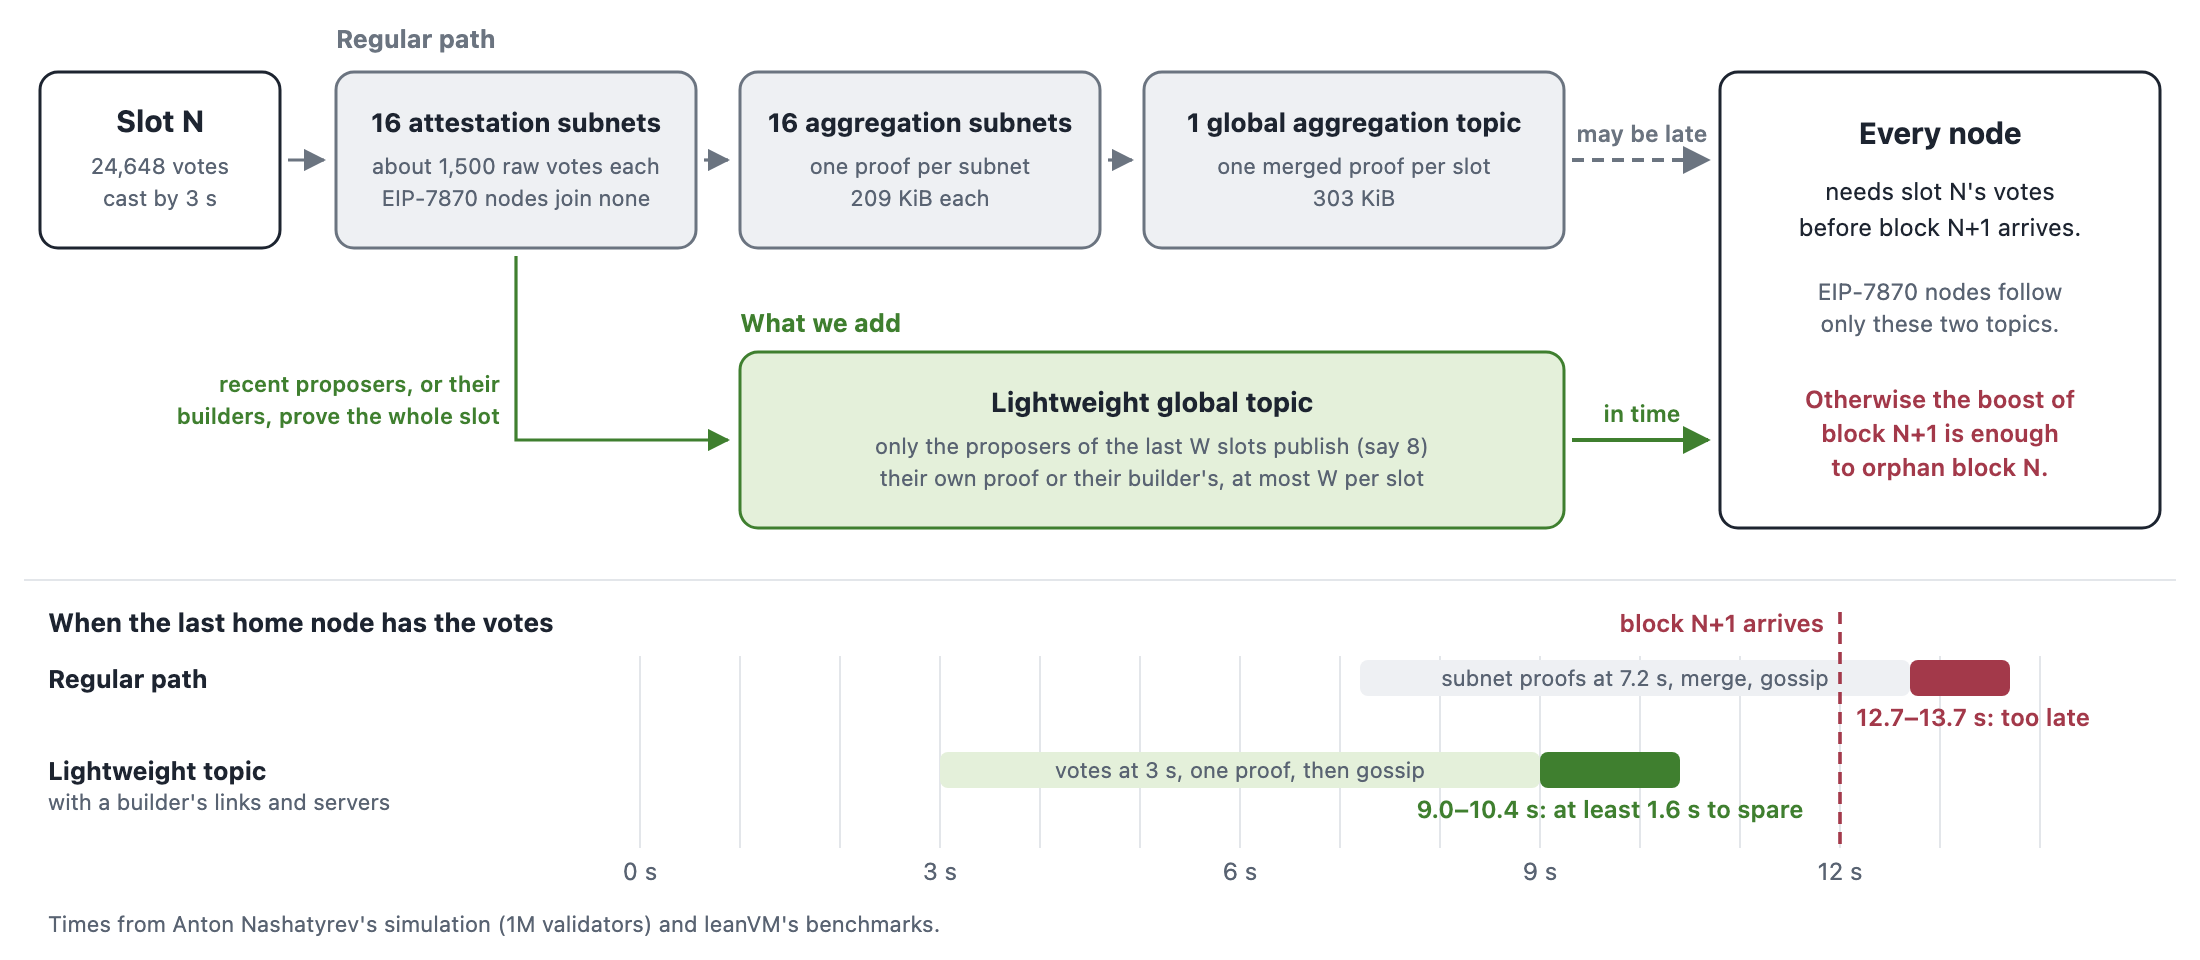 Regular path
Slot N
24,648 votes
cast by 3 s
16 attestation subnets
about 1,500 raw votes each
EIP-7870 nodes join none
16 aggregation subnets
one proof per subnet
209 KiB each
1 global aggregation topic
one merged proof per slot
303 KiB
may be late
Every node
needs slot N's votes
before block N+1 arrives.
EIP-7870 nodes follow
only these two topics.
Otherwise the boost of
block N+1 is enough
to orphan block N.
What we add
recent proposers, or their
builders, prove the whole slot
Lightweight global topic
only the proposers of the last W slots publish (say 8)
their own proof or their builder's, at most W per slot
in time
When the last home node has the votes
block N+1 arrives
Regular path
subnet proofs at 7.2 s, merge, gossip
12.7–13.7 s: too late
Lightweight topic
with a builder's links and servers
votes at 3 s, one proof, then gossip
9.0–10.4 s: at least 1.6 s to spare
0 s
3 s
6 s
9 s
12 s
Times from Anton Nashatyrev's simulation (1M validators) and leanVM's benchmarks.